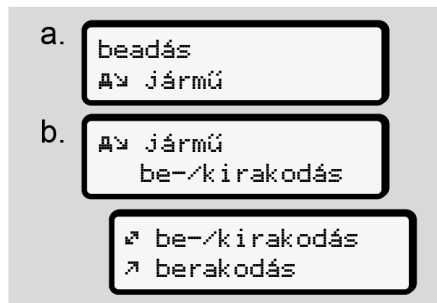 a.
beadás
jármű
b.
jármű
be-/kirakodás
be-/kirakodás
berakodás